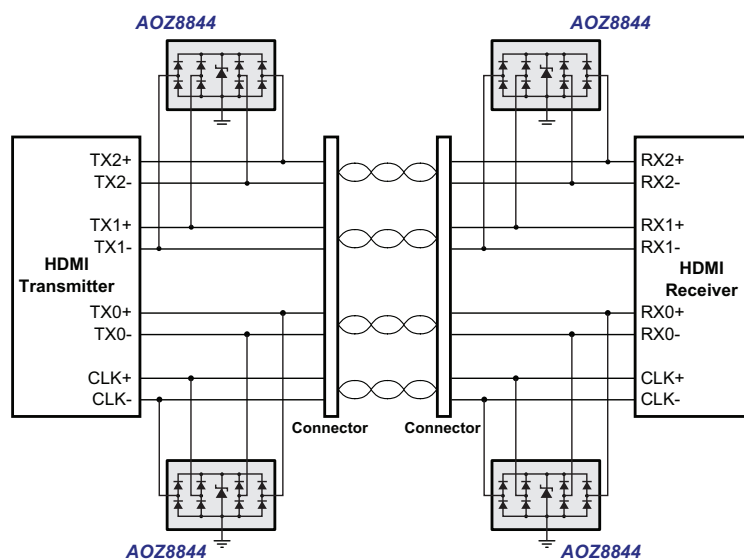 AOZ8844
AOZ8844
TX2+
TX2-
TX1+
TX1-
HDMI
Transmitter
TX0+
TX0-
CLK+
CLK-
RX2+
RX2-
RX1+
RX1-
HDMI
Receiver
RX0+
RX0-
CLK+
CLK-
Connector
Connector
AOZ8844
AOZ8844